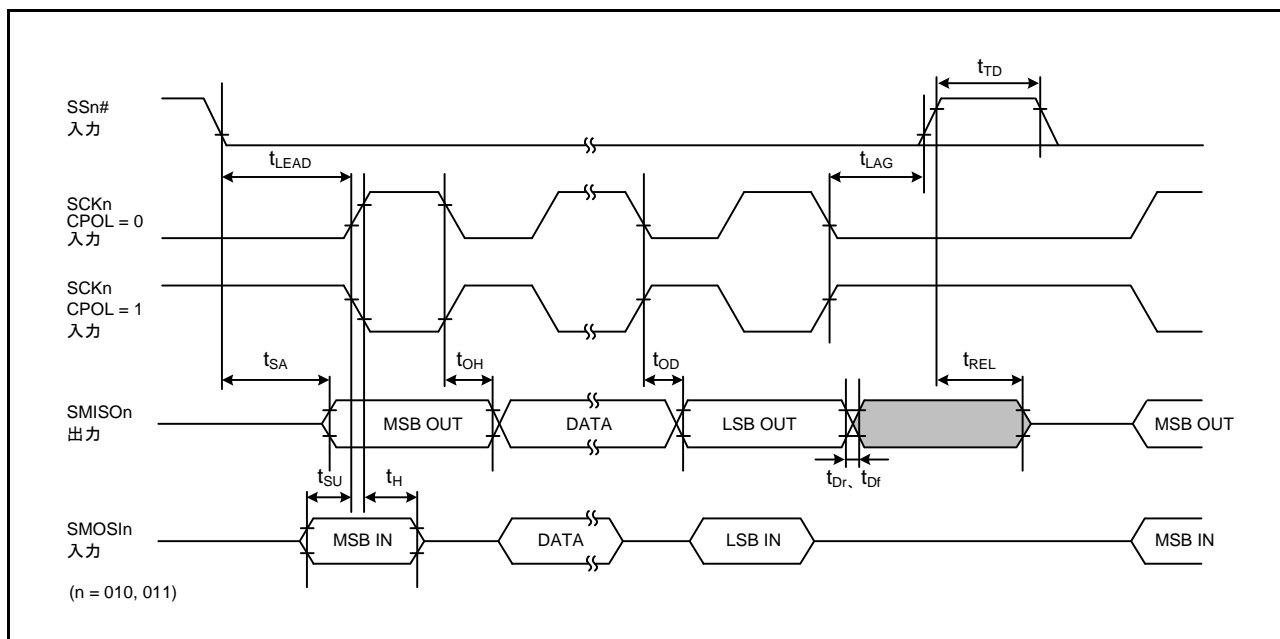 tTD
SSn#
入力
tLEAD
tLAG
SCKn
CPOL = 0
入力
SCKn
CPOL = 1
入力
tSA
tOH
tOD
tREL
SMISOn
出力
MSB OUT
DATA
LSB OUT
MSB OUT
tSU
tH
tDr、tDf
SMOSIn
入力
MSB IN
DATA
LSB IN
MSB IN
(n = 010, 011)